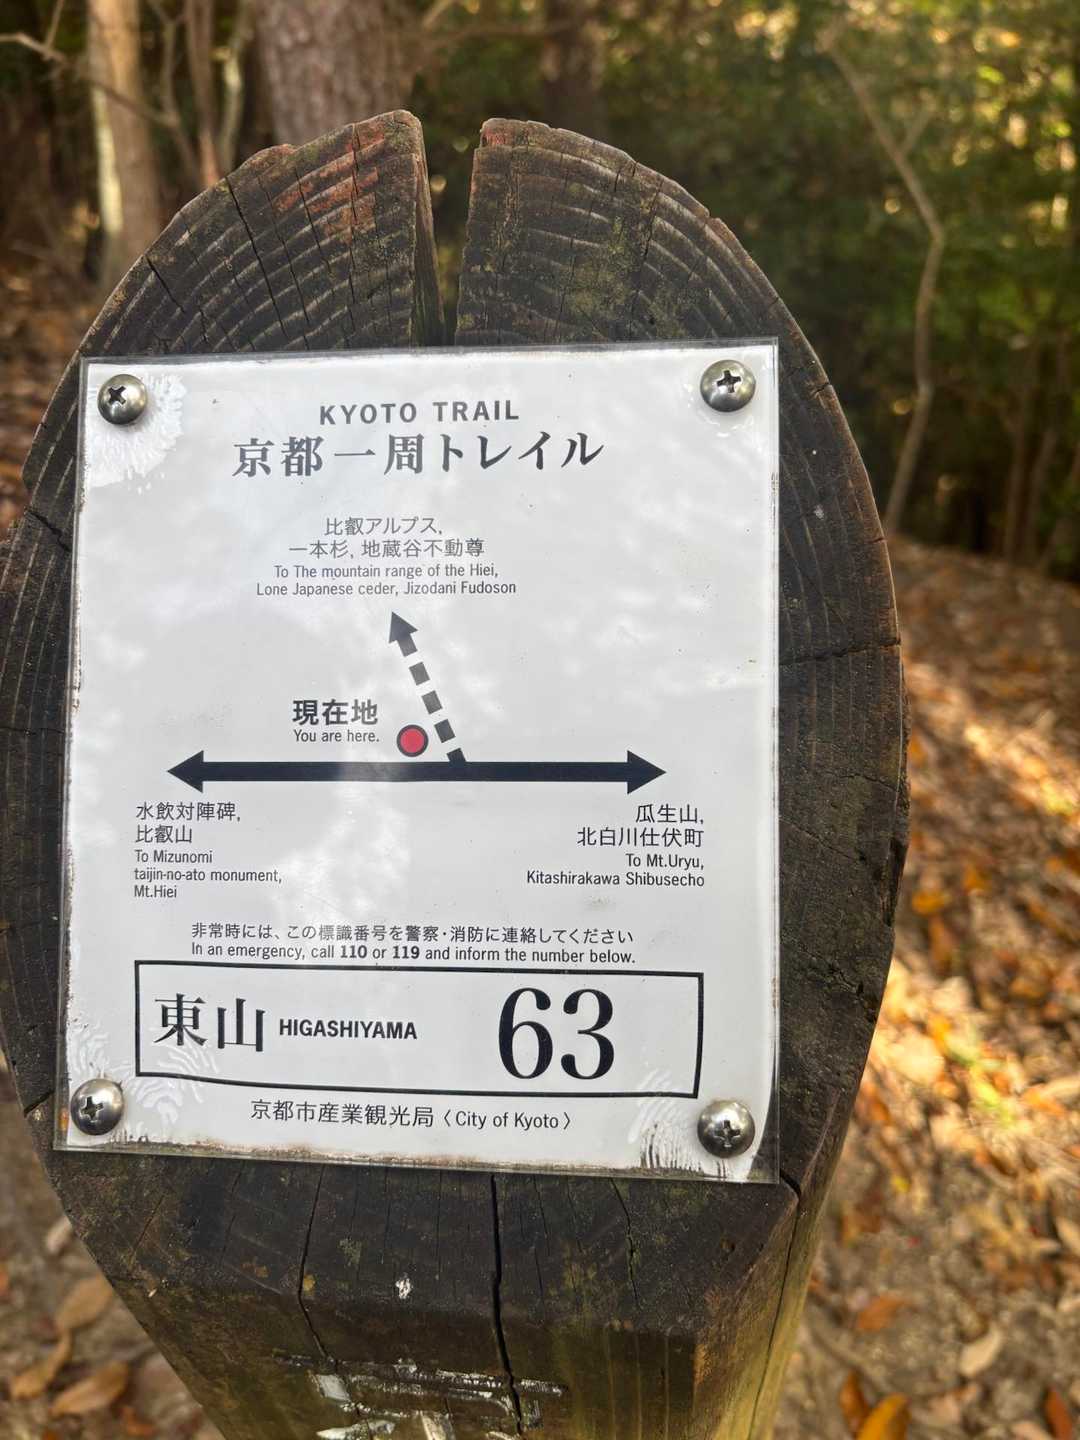 KYOTO TRAIL
京都一周トレイル
比叡アルプス,
一本杉, 地蔵谷不動尊
To The mountain range of the Hiei,
Lone Japanese ceder, Jizodani Fudoson
現在地
You are here.
水飲対陣碑,
比叡山
To Mizunomi
taijin-no-ato monument,
Mt.Hiei
瓜生山,
北白川仕伏町
To Mt.Uryu,
Kitashirakawa Shibusecho
非常時には、この標識番号を警察・消防に連絡してください
In an emergency, call 110 or 119 and inform the number below.
東山 HIGASHIYAMA 63
京都市産業観光局〈City of Kyoto〉